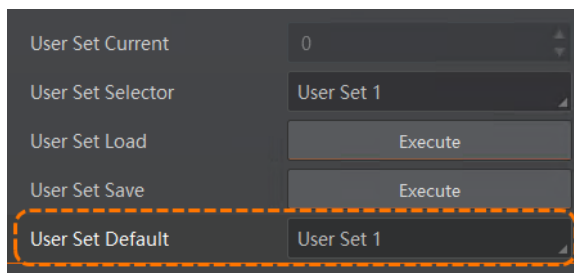 User Set Current 0
User Set Selector User Set 1
User Set Load Execute
User Set Save Execute
User Set Default User Set 1